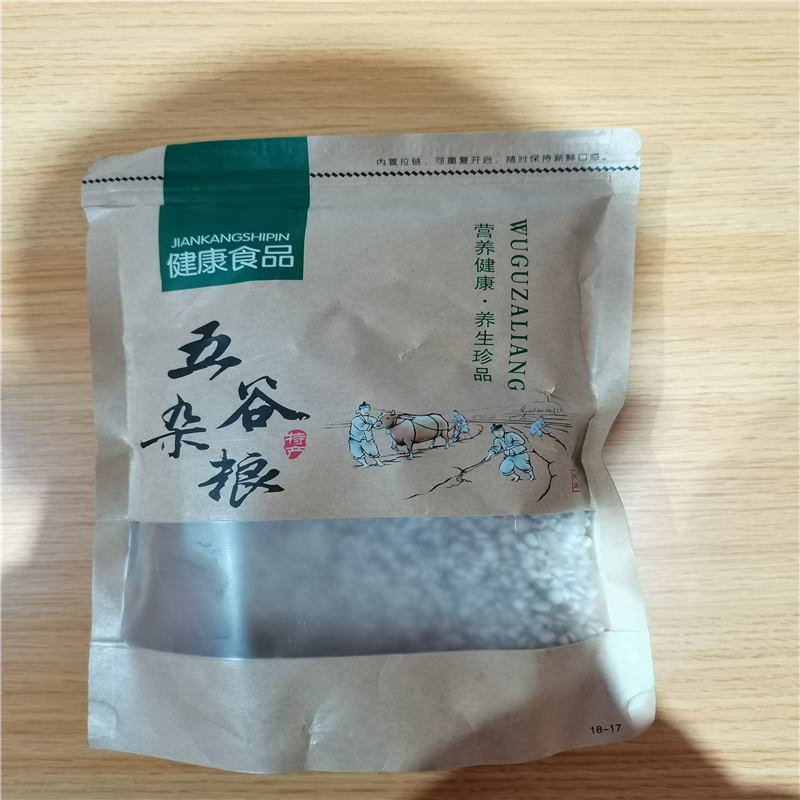 内置拉链，可重复开启，随时保持新鲜口感。
JIANKANGSHIPIN
健康食品
WUGUZALIANG
营养健康·养生珍品
五谷杂粮
特产
18-17